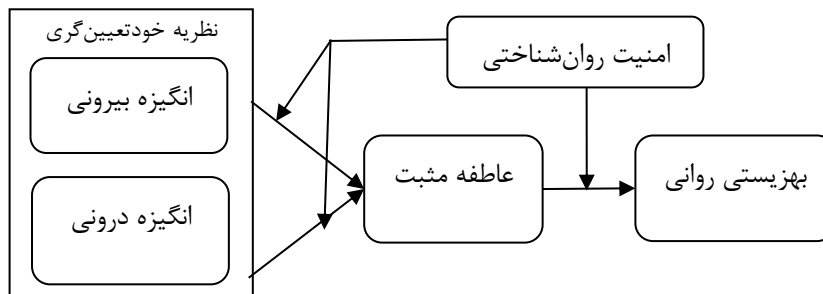 نظریه خودتعیین‌گری
امنیت روان‌شناختی
انگیزه بیرونی
عاطفه مثبت
بهزیستی روانی
انگیزه درونی